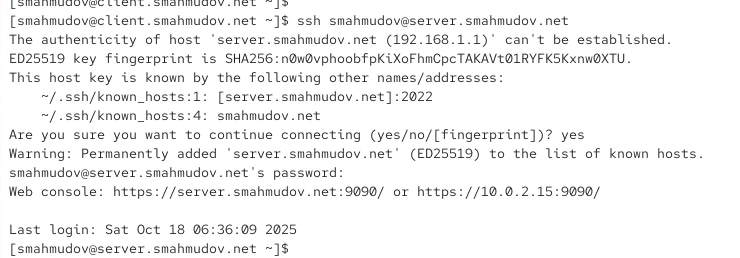 [smahmudov@client.smahmudov.net ~]$
[smahmudov@client.smahmudov.net ~]$ ssh smahmudov@server.smahmudov.net
The authenticity of host 'server.smahmudov.net (192.168.1.1)' can't be established.
ED25519 key fingerprint is SHA256:n0w0vphoobfpKiXoFhmCpcTAKAVt01RYFK5Kxnw0XTU.
This host key is known by the following other names/addresses:
    ~/.ssh/known_hosts:1: [server.smahmudov.net]:2022
    ~/.ssh/known_hosts:4: smahmudov.net
Are you sure you want to continue connecting (yes/no/[fingerprint])? yes
Warning: Permanently added 'server.smahmudov.net' (ED25519) to the list of known hosts.
smahmudov@server.smahmudov.net's password:
Web console: https://server.smahmudov.net:9090/ or https://10.0.2.15:9090/
Last login: Sat Oct 18 06:36:09 2025
[smahmudov@server.smahmudov.net ~]$